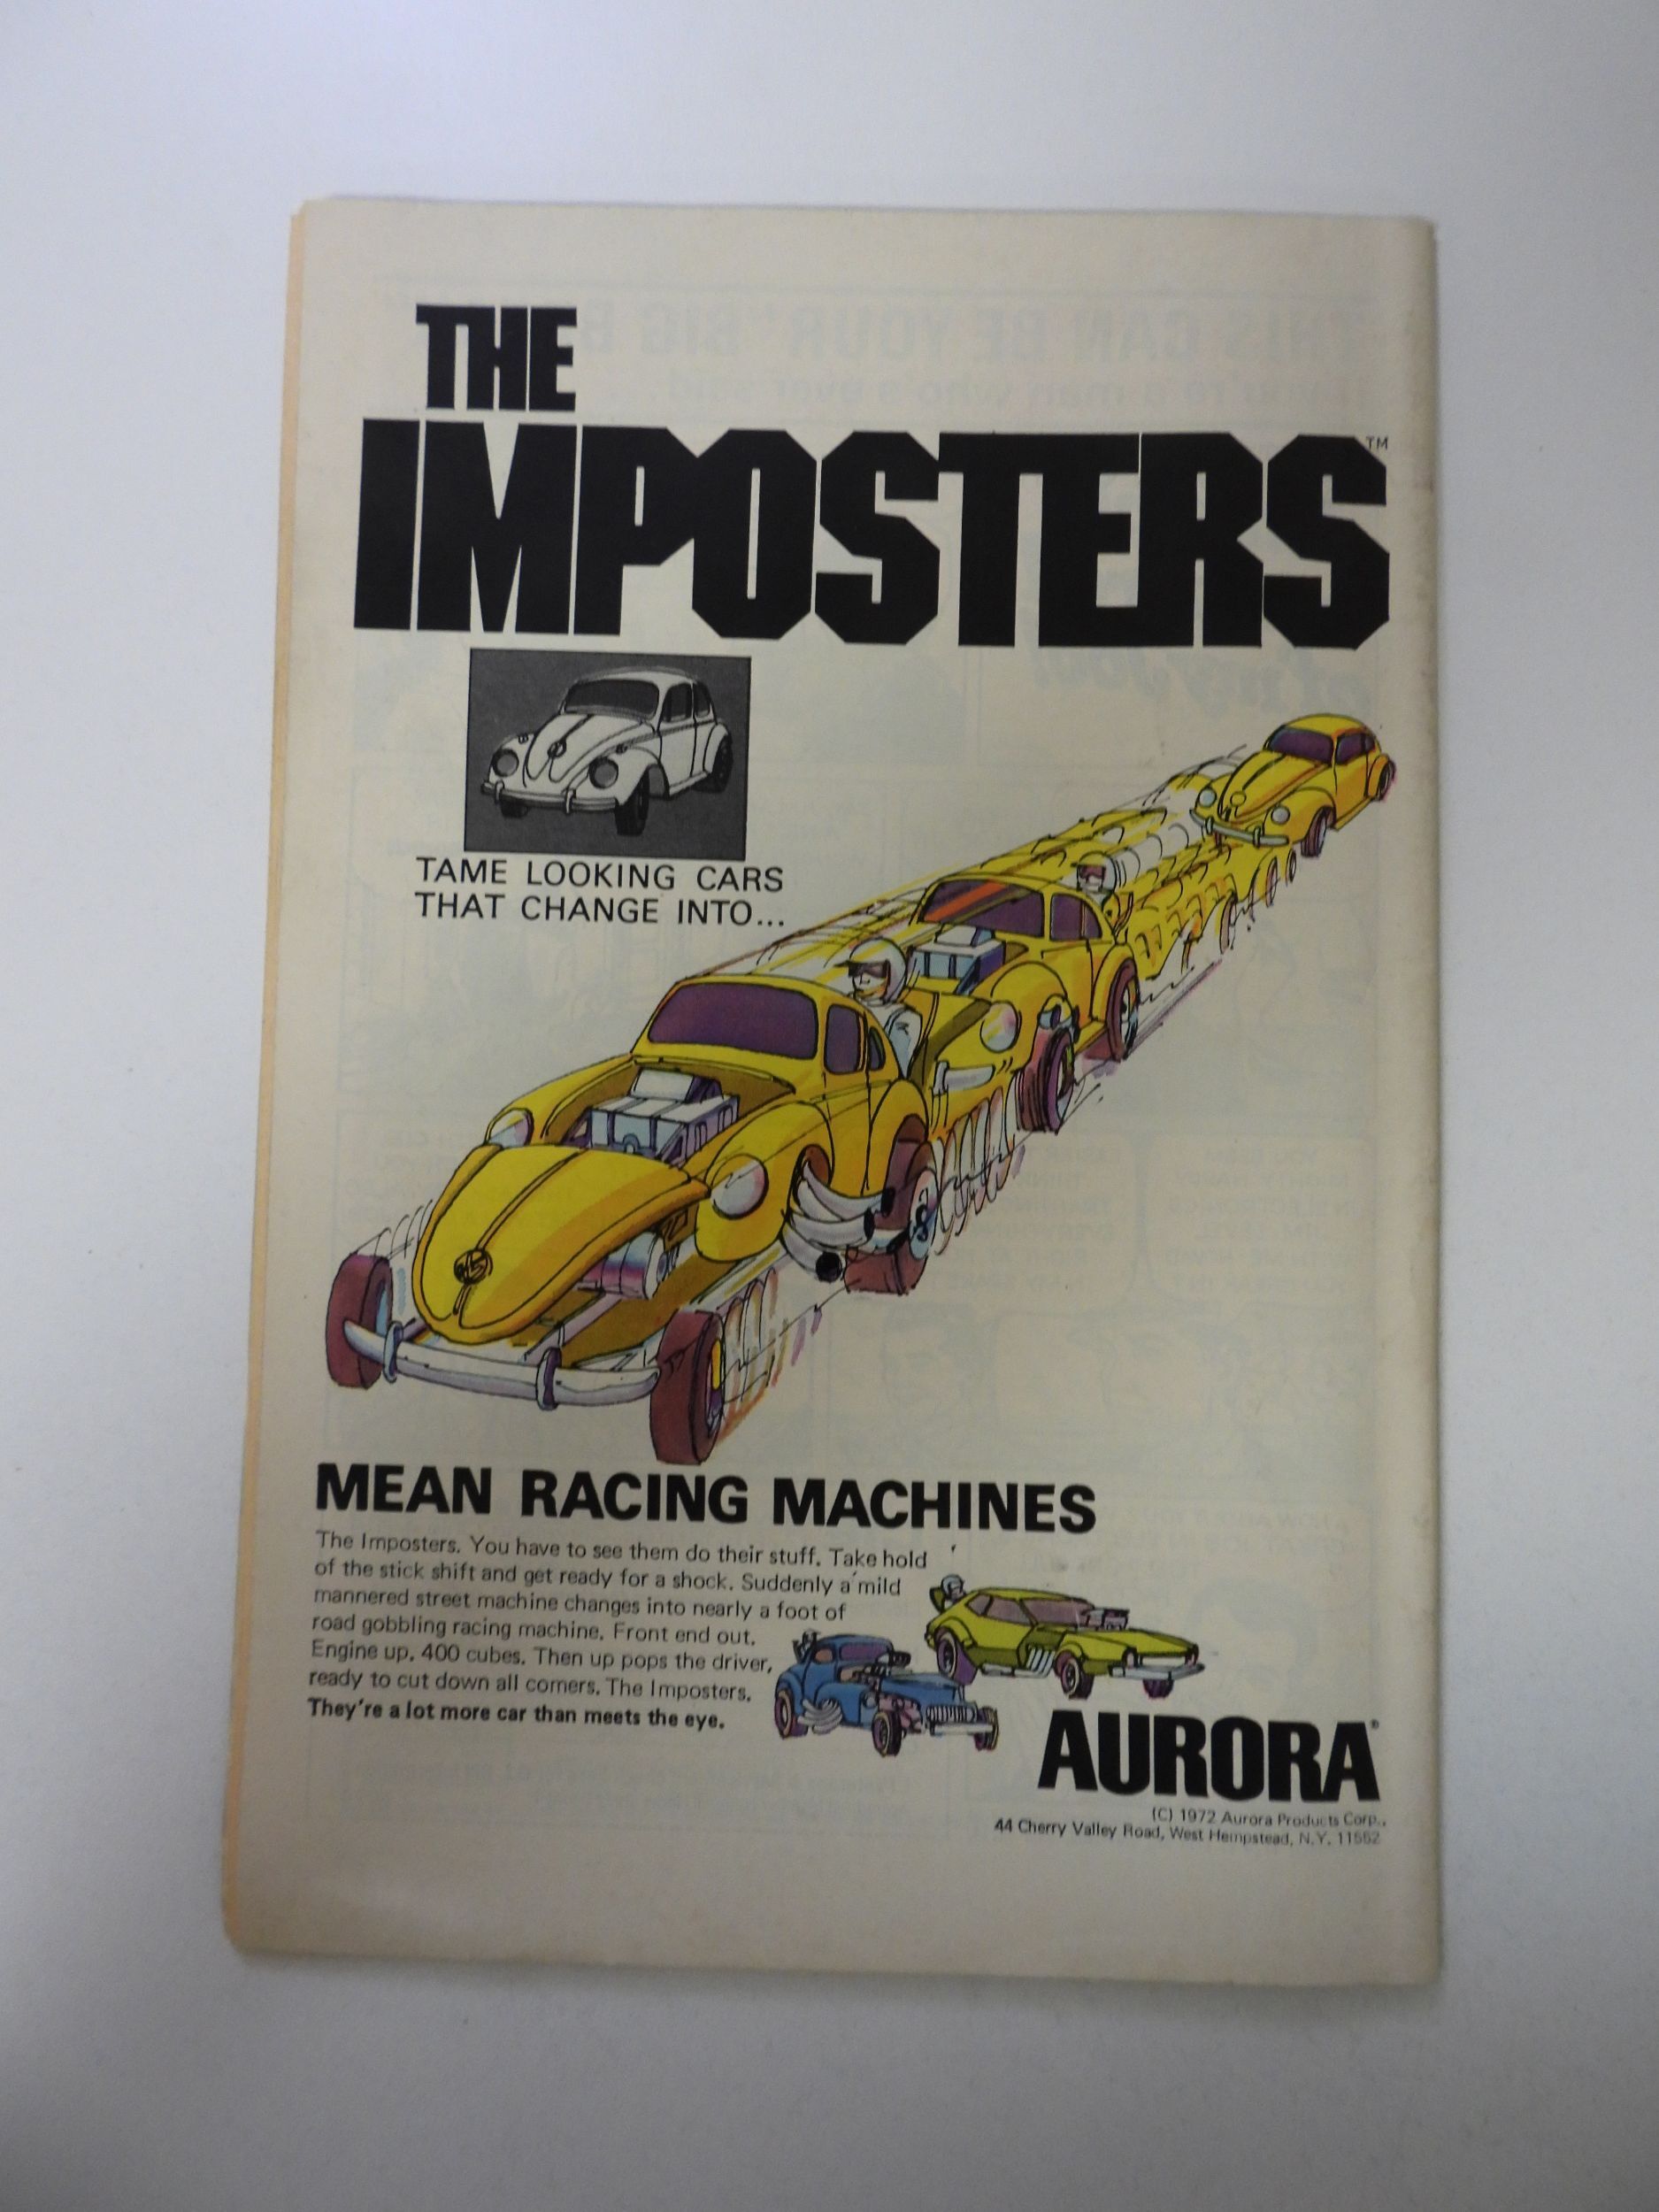 THE
IMPOSTERS™
TAME LOOKING CARS
THAT CHANGE INTO...
MEAN RACING MACHINES
The Imposters. You have to see them do their stuff. Take hold
of the stick shift and get ready for a shock. Suddenly a mild
mannered street machine changes into nearly a foot of
road gobbling racing machine. Front end out.
Engine up. 400 cubes. Then up pops the driver,
ready to cut down all corners. The Imposters.
They're a lot more car than meets the eye.
AURORA®
(C) 1972 Aurora Products Corp.,
44 Cherry Valley Road, West Hempstead, N.Y. 11552